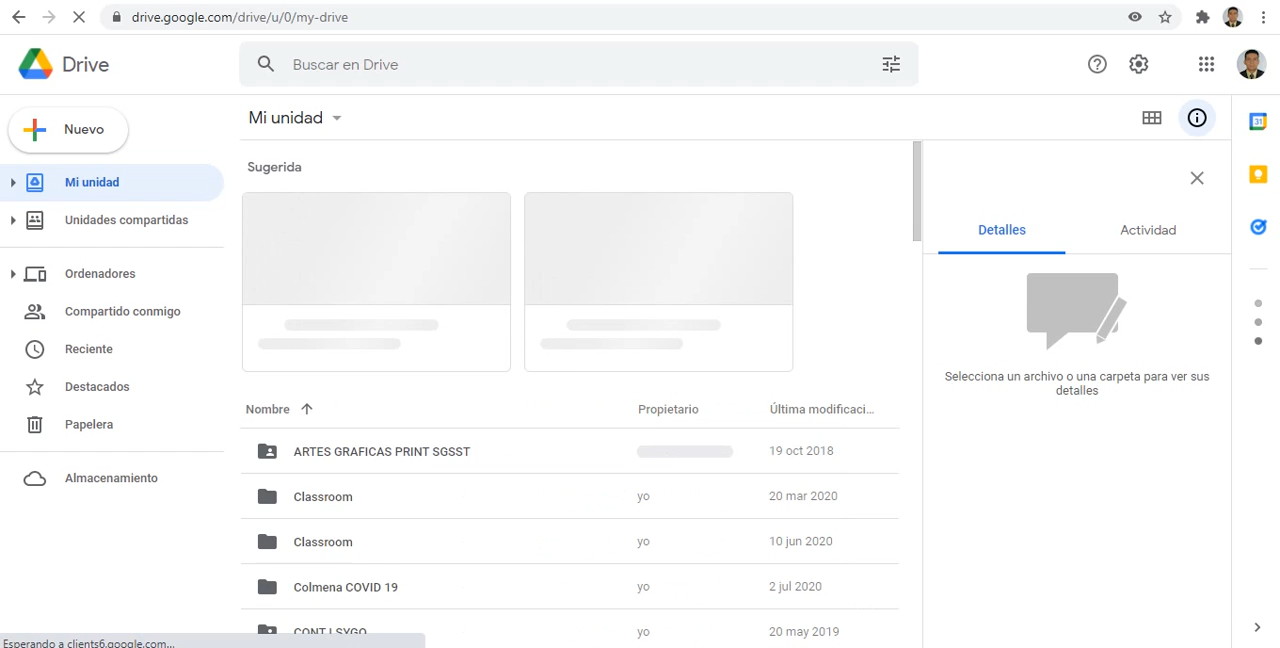 drive.google.com/drive/u/0/my-drive
Drive
Buscar en Drive
Nuevo
Mi unidad
Unidades compartidas
Ordenadores
Compartido conmigo
Reciente
Destacados
Papelera
Almacenamiento
Mi unidad
Sugerida
Nombre Propietario Última modificaci...
ARTES GRAFICAS PRINT SGSST 19 oct 2018
Classroom yo 20 mar 2020
Classroom yo 10 jun 2020
Colmena COVID 19 yo 2 jul 2020
CONT LSYGO yo 20 may 2019
Detalles Actividad
Selecciona un archivo o una carpeta para ver sus
detalles
31
Esperando a clients6.google.com...